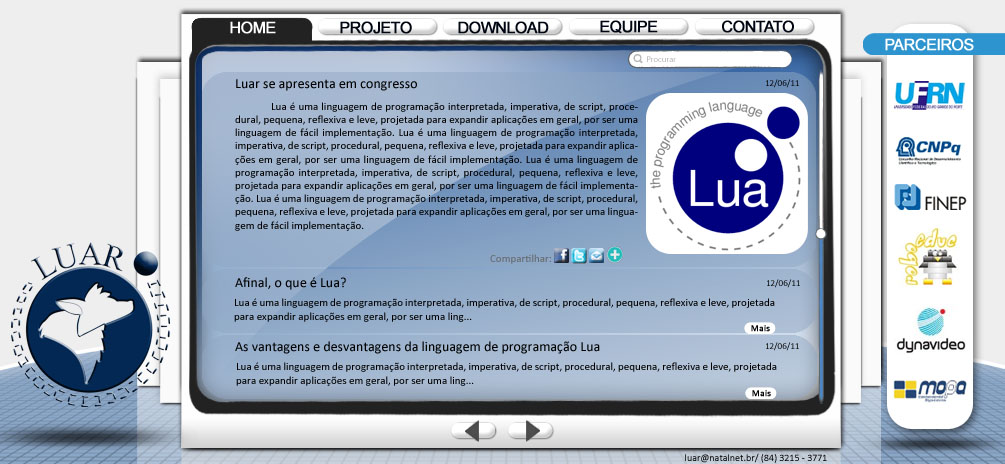 HOME
PROJETO
DOWNLOAD
EQUIPE
CONTATO
PARCEIROS
Procurar
Luar se apresenta em congresso
12/06/11
Lua é uma linguagem de programação interpretada, imperativa, de script, proce-
dural, pequena, reflexiva e leve, projetada para expandir aplicações em geral, por ser uma
linguagem de fácil implementação. Lua é uma linguagem de programação interpretada,
imperativa, de script, procedural, pequena, reflexiva e leve, projetada para expandir aplica-
ções em geral, por ser uma linguagem de fácil implementação. Lua é uma linguagem de
programação interpretada, imperativa, de script, procedural, pequena, reflexiva e leve,
projetada para expandir aplicações em geral, por ser uma linguagem de fácil implementa-
ção. Lua é uma linguagem de programação interpretada, imperativa, de script, procedural,
pequena, reflexiva e leve, projetada para expandir aplicações em geral, por ser uma lingua-
gem de fácil implementação.
the programming language
Lua
Compartilhar:
Afinal, o que é Lua?
12/06/11
Lua é uma linguagem de programação interpretada, imperativa, de script, procedural, pequena, reflexiva e leve, projetada
para expandir aplicações em geral, por ser uma ling...
Mais
As vantagens e desvantagens da linguagem de programação Lua
12/06/11
Lua é uma linguagem de programação interpretada, imperativa, de script, procedural, pequena, reflexiva e leve, projetada
para expandir aplicações em geral, por ser uma ling...
Mais
LUAR
UFRN
CNPq
FINEP
roboeduc
dynavideo
moga
luar@natalnet.br/ (84) 3215 - 3771